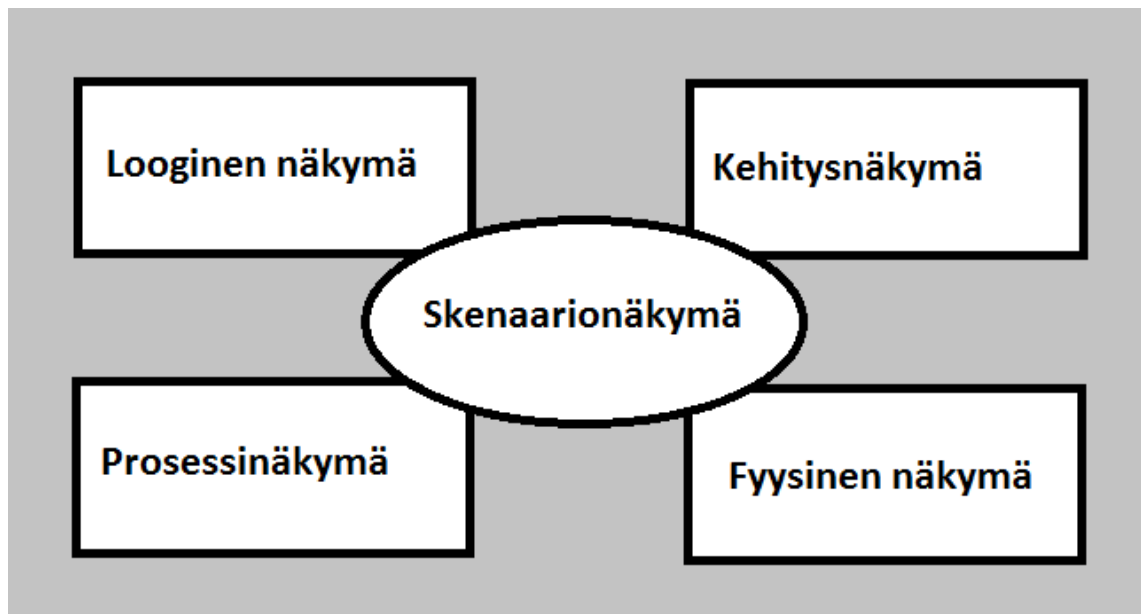 Looginen näkymä
Kehitysnäkymä
Skenaarionäkymä
Prosessinäkymä
Fyysinen näkymä